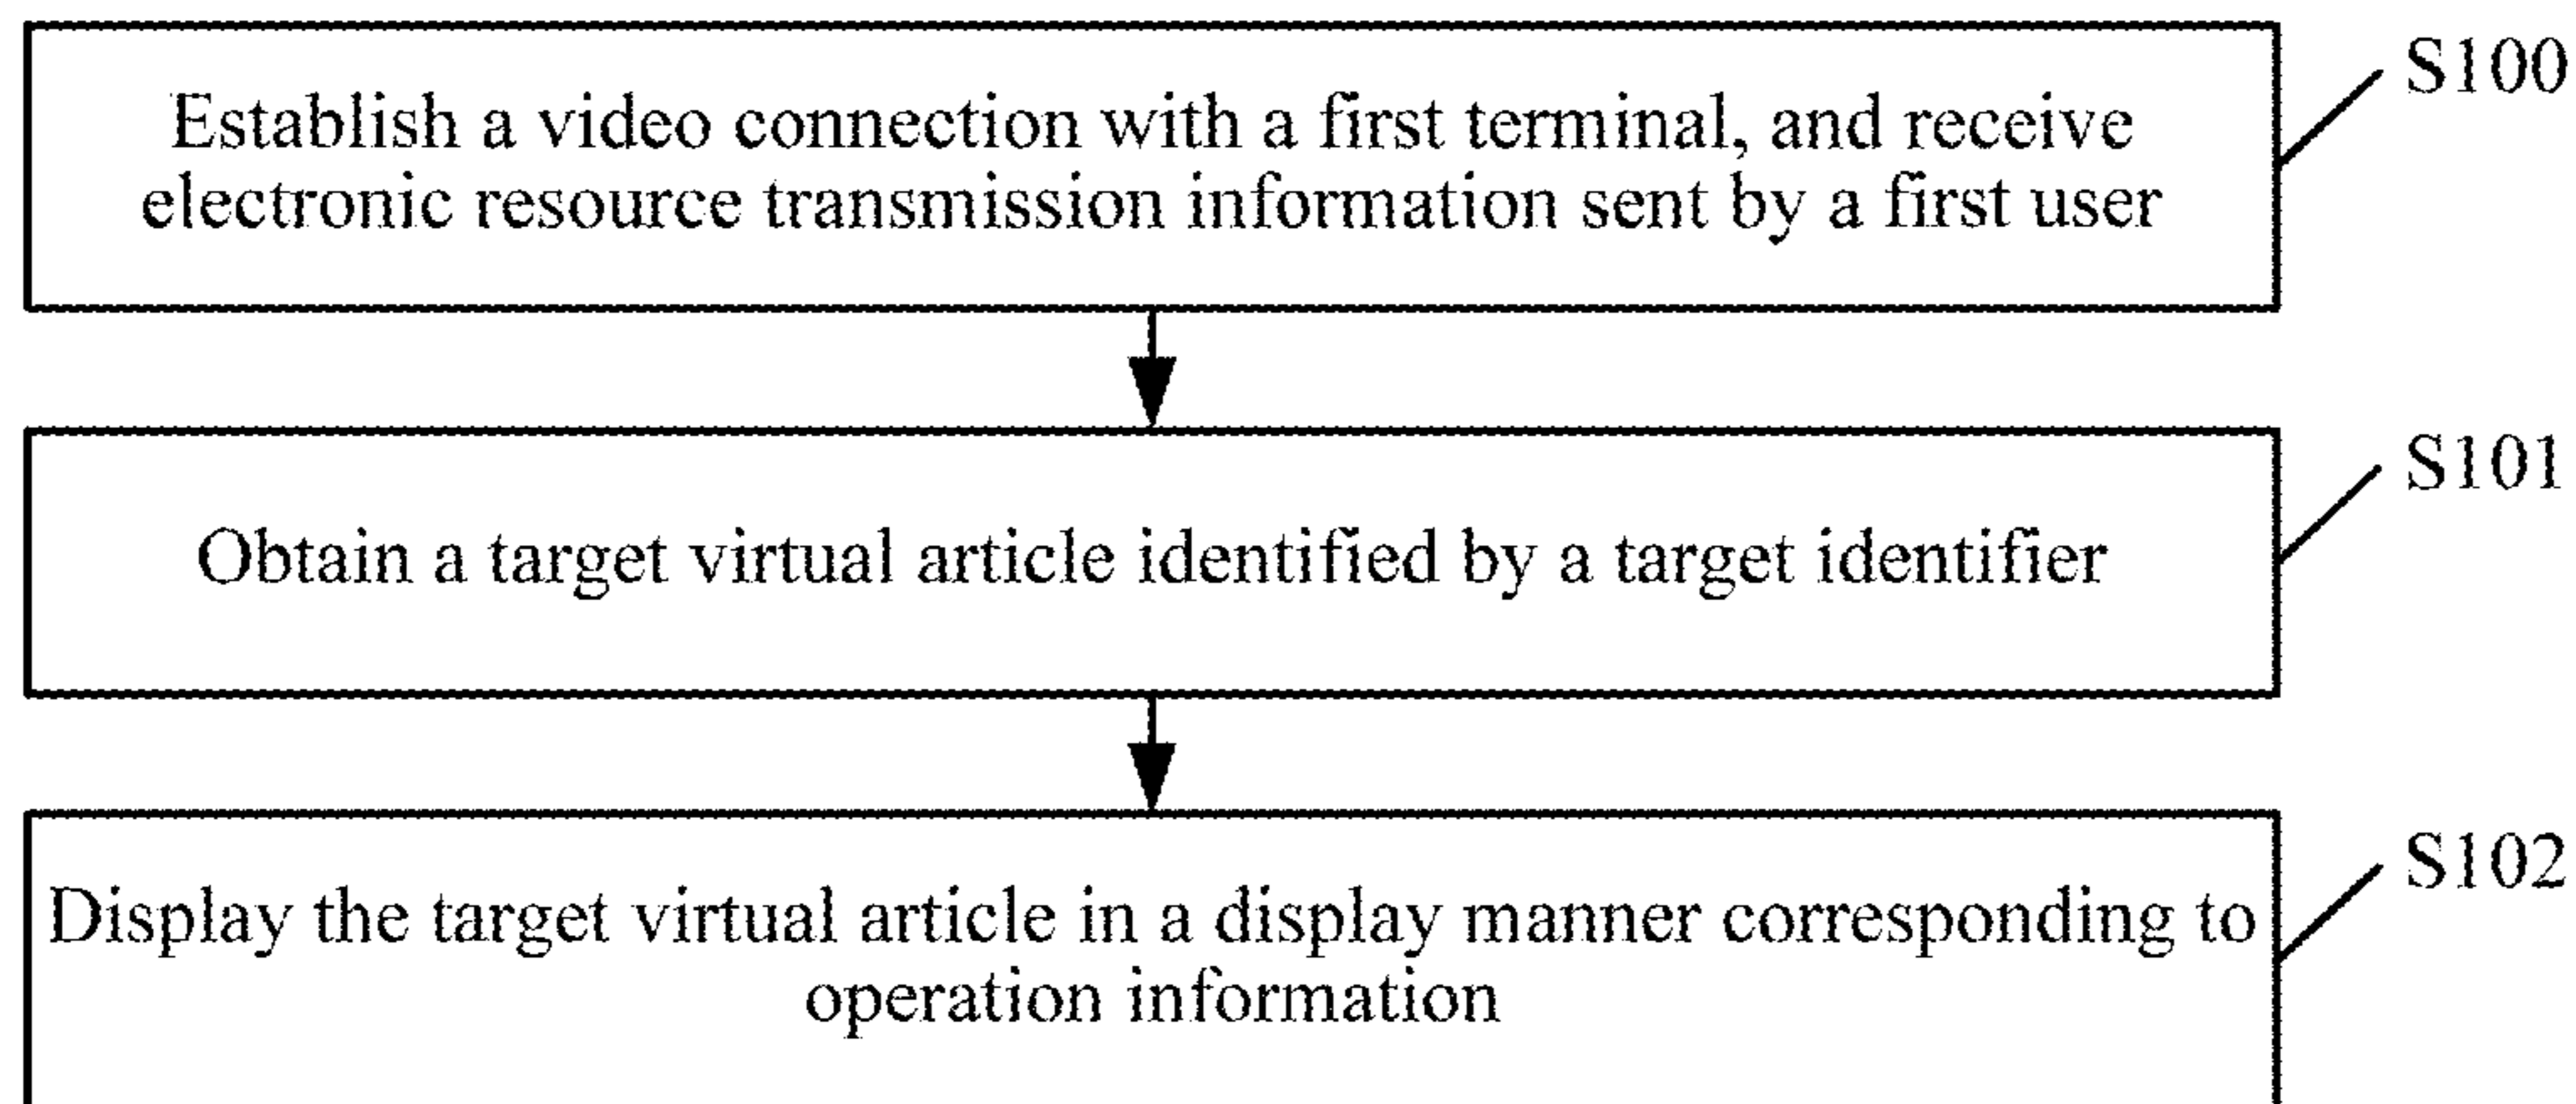 Establish a video connection with a first terminal, and receive
electronic resource transmission information sent by a first user
S100
Obtain a target virtual article identified by a target identifier
S101
Display the target virtual article in a display manner corresponding to
operation information
S102